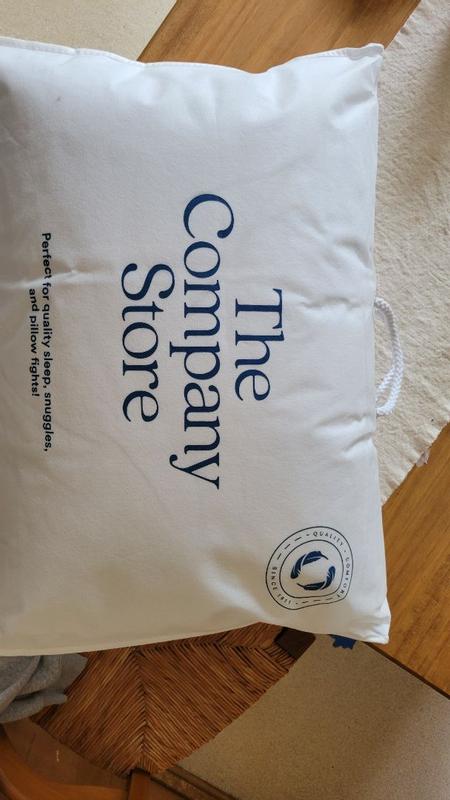 The
Company
Store
Perfect for quality sleep, snuggles,
and pillow fights!
QUALITY · COMFORT
SINCE 1911